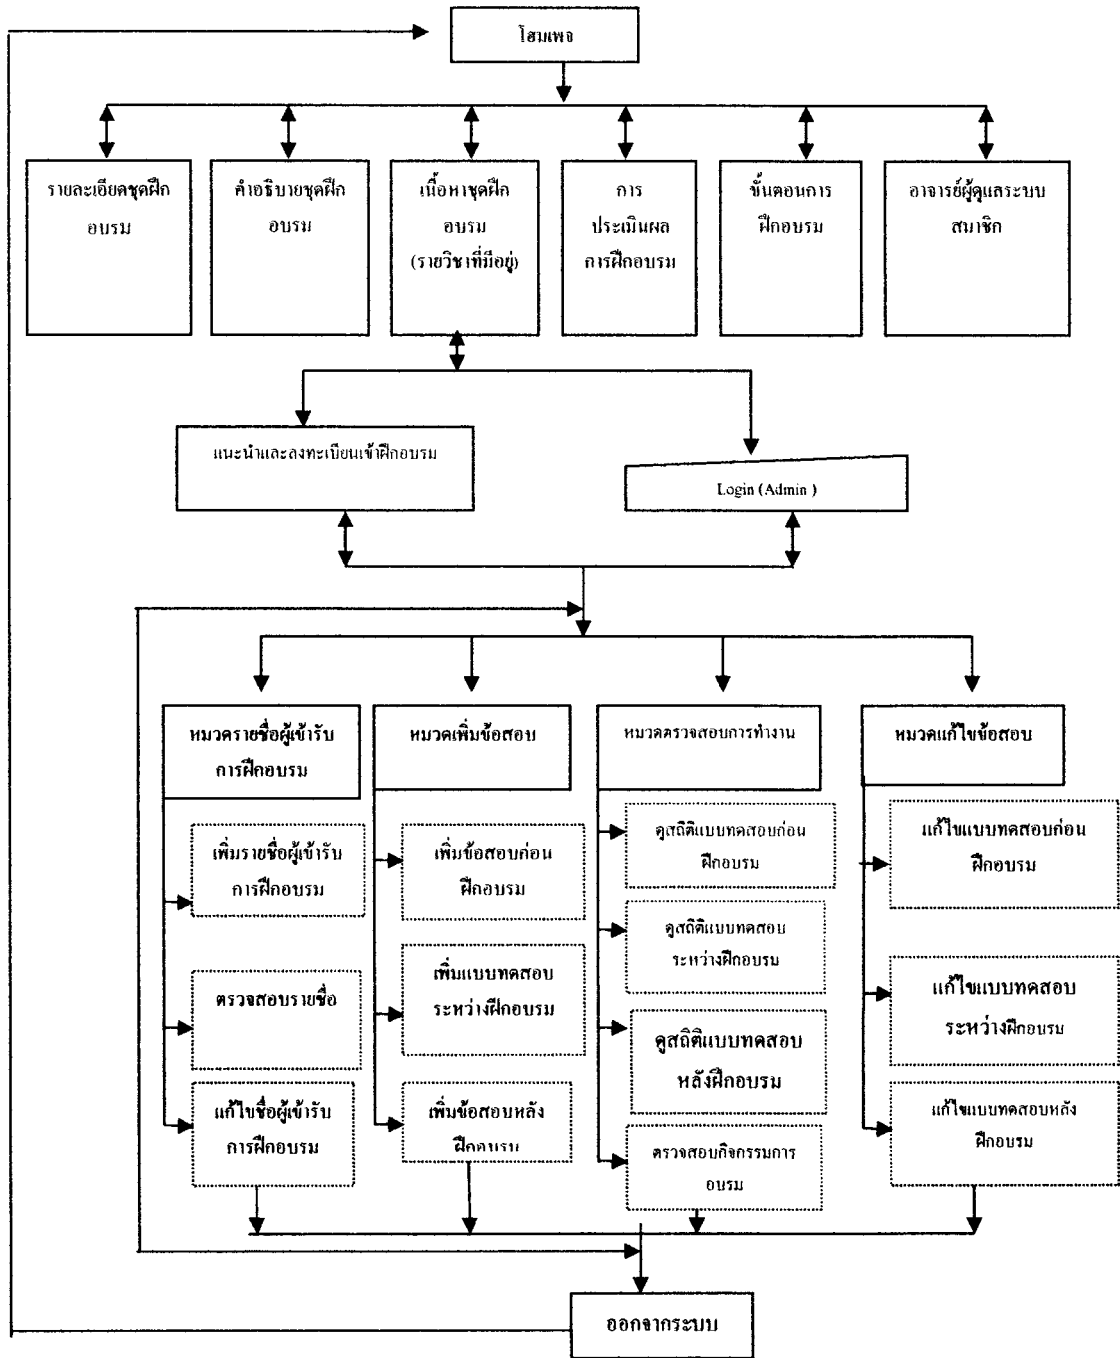 โฮมเพจ
รายละเอียดชุดฝึก
อบรม
คำอธิบายชุดฝึก
อบรม
เนื้อหาชุดฝึก
อบรม
(รายวิชาที่มีอยู่)
การ
ประเมินผล
การฝึกอบรม
ขั้นตอนการ
ฝึกอบรม
อาจารย์ผู้ดูแลระบบ
สมาชิก
แนะนำและลงทะเบียนเข้าฝึกอบรม
Login (Admin )
หมวดรายชื่อผู้เข้ารับ
การฝึกอบรม
เพิ่มรายชื่อผู้เข้ารับ
การฝึกอบรม
ตรวจสอบรายชื่อ
แก้ไขชื่อผู้เข้ารับ
การฝึกอบรม
หมวดเพิ่มข้อสอบ
เพิ่มข้อสอบก่อน
ฝึกอบรม
เพิ่มแบบทดสอบ
ระหว่างฝึกอบรม
เพิ่มข้อสอบหลัง
ฝึกอบรม
หมวดตรวจสอบการทำงาน
ดูสถิติแบบทดสอบก่อน
ฝึกอบรม
ดูสถิติแบบทดสอบ
ระหว่างฝึกอบรม
ดูสถิติแบบทดสอบ
หลังฝึกอบรม
ตรวจสอบกิจกรรมการ
อบรม
หมวดแก้ไขข้อสอบ
แก้ไขแบบทดสอบก่อน
ฝึกอบรม
แก้ไขแบบทดสอบ
ระหว่างฝึกอบรม
แก้ไขแบบทดสอบหลัง
ฝึกอบรม
ออกจากระบบ